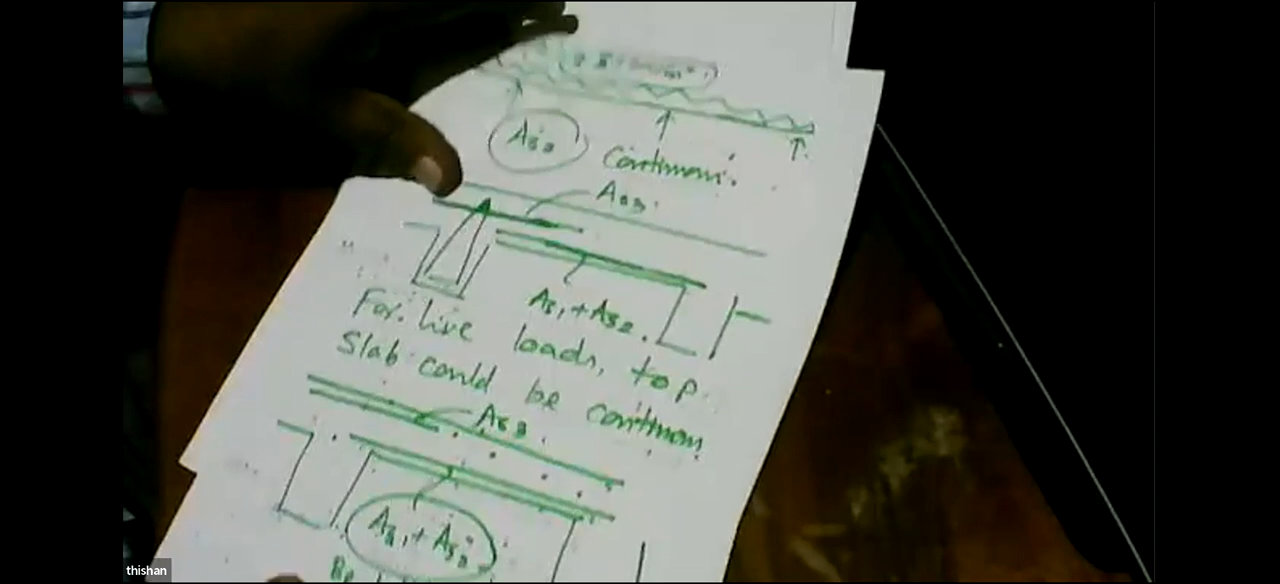 As₂
Continuous.
As₃.
As₁+As₂.
For live loads, top
Slab could be continuous
As₃.
As₁+As₂
thishan